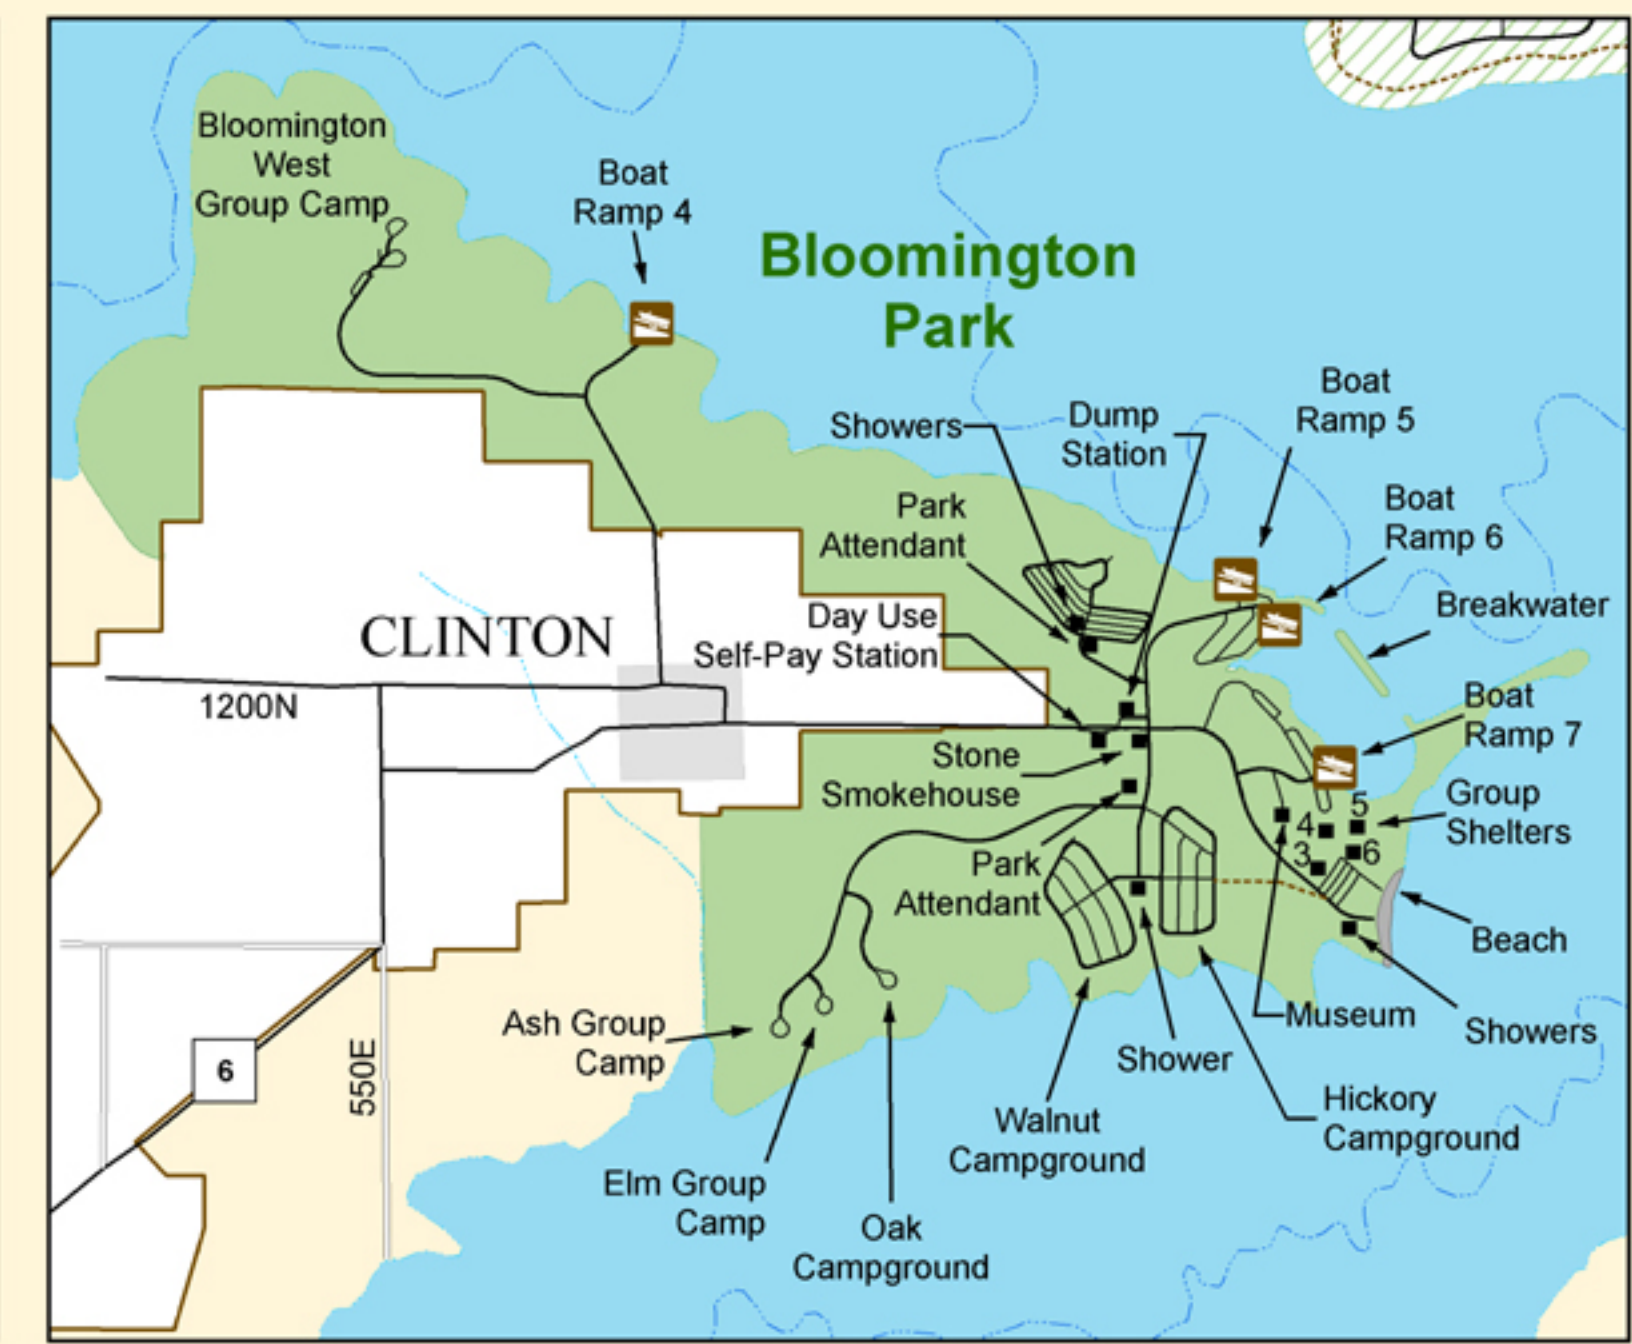 Bloomington
West
Group Camp
Boat
Ramp 4
Bloomington
Park
Boat
Ramp 5
Showers
Dump
Station
Boat
Ramp 6
Park
Attendant
Breakwater
Day Use
Self-Pay Station
CLINTON
1200N
Boat
Ramp 7
Stone
Smokehouse
Group
Shelters
5
4
3
6
Park
Attendant
Beach
Museum
Showers
Ash Group
Camp
Shower
6
550E
Hickory
Campground
Walnut
Campground
Elm Group
Camp
Oak
Campground